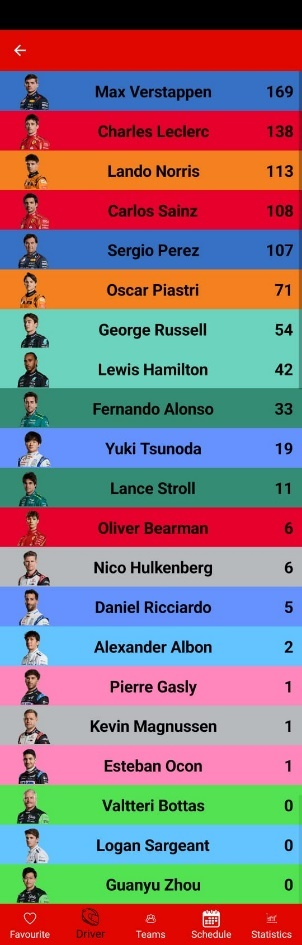 Max Verstappen 169
Charles Leclerc 138
Lando Norris 113
Carlos Sainz 108
Sergio Perez 107
Oscar Piastri 71
George Russell 54
Lewis Hamilton 42
Fernando Alonso 33
Yuki Tsunoda 19
Lance Stroll 11
Oliver Bearman 6
Nico Hulkenberg 6
Daniel Ricciardo 5
Alexander Albon 2
Pierre Gasly 1
Kevin Magnussen 1
Esteban Ocon 1
Valtteri Bottas 0
Logan Sargeant 0
Guanyu Zhou 0
Favourite Driver Teams Schedule Statistics